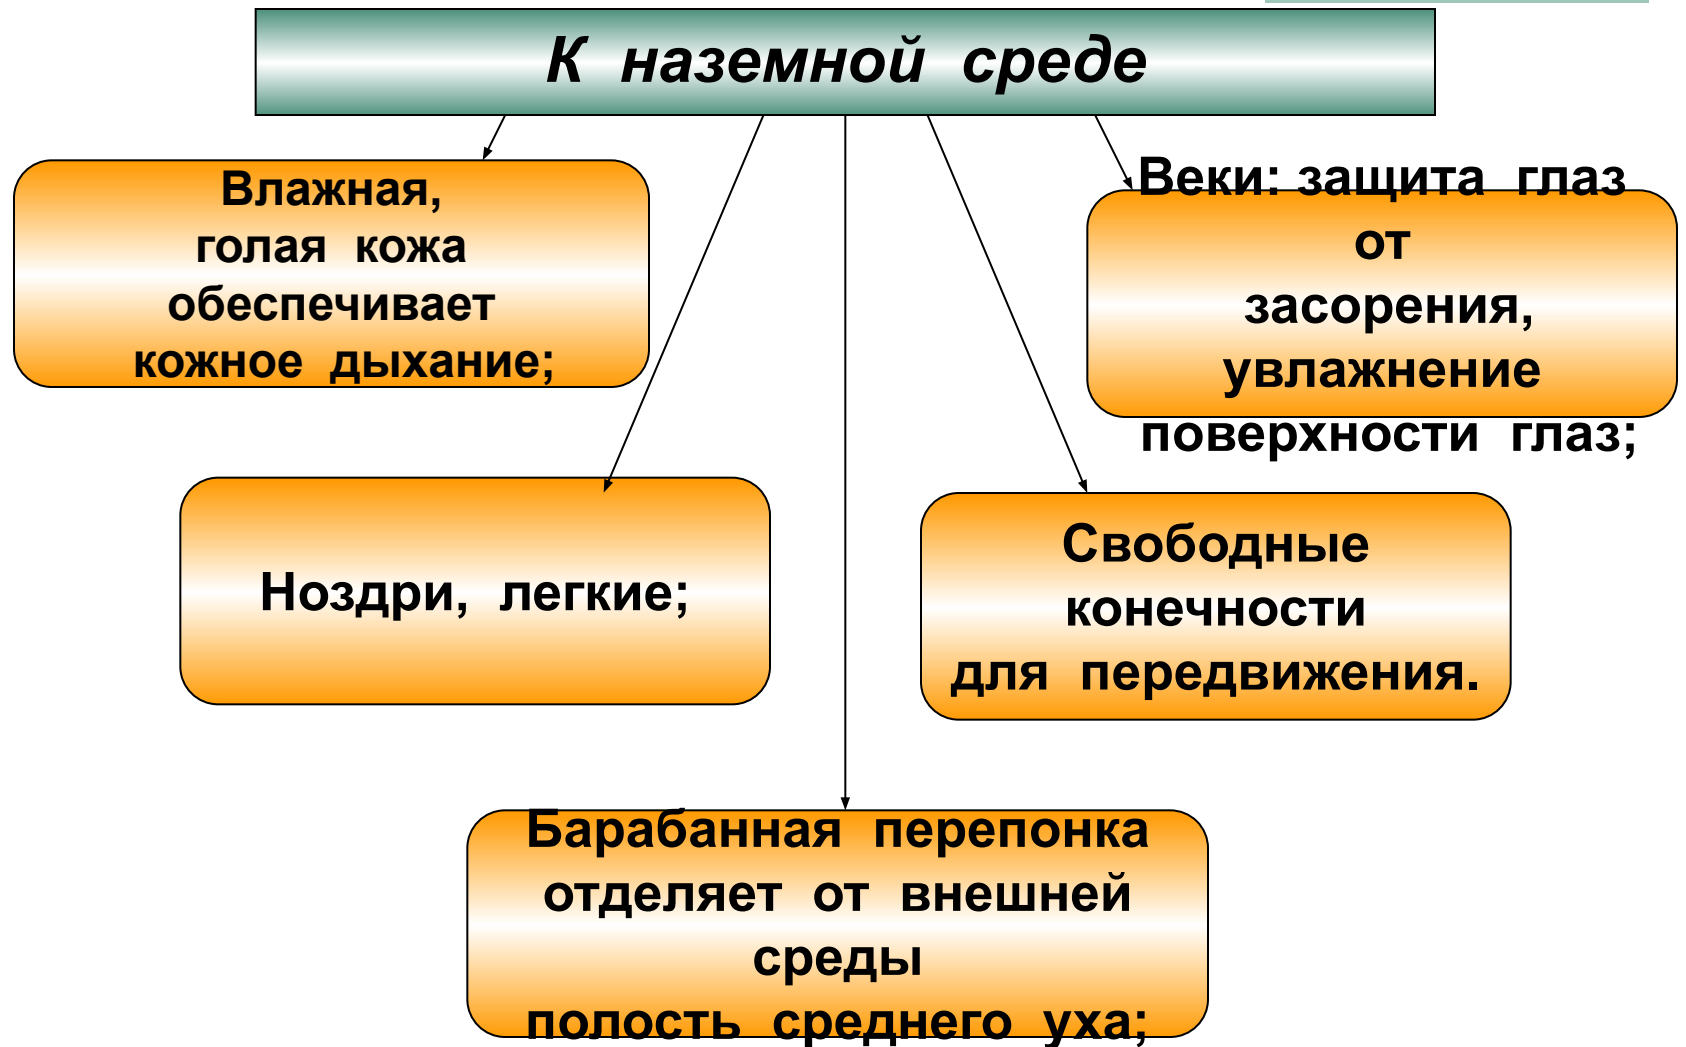 К наземной среде
Влажная,
голая кожа
обеспечивает
кожное дыхание;
Веки: защита глаз
от
засорения,
увлажнение
поверхности глаз;
Ноздри, легкие;
Свободные
конечности
для передвижения.
Барабанная перепонка
отделяет от внешней
среды
полость среднего уха;